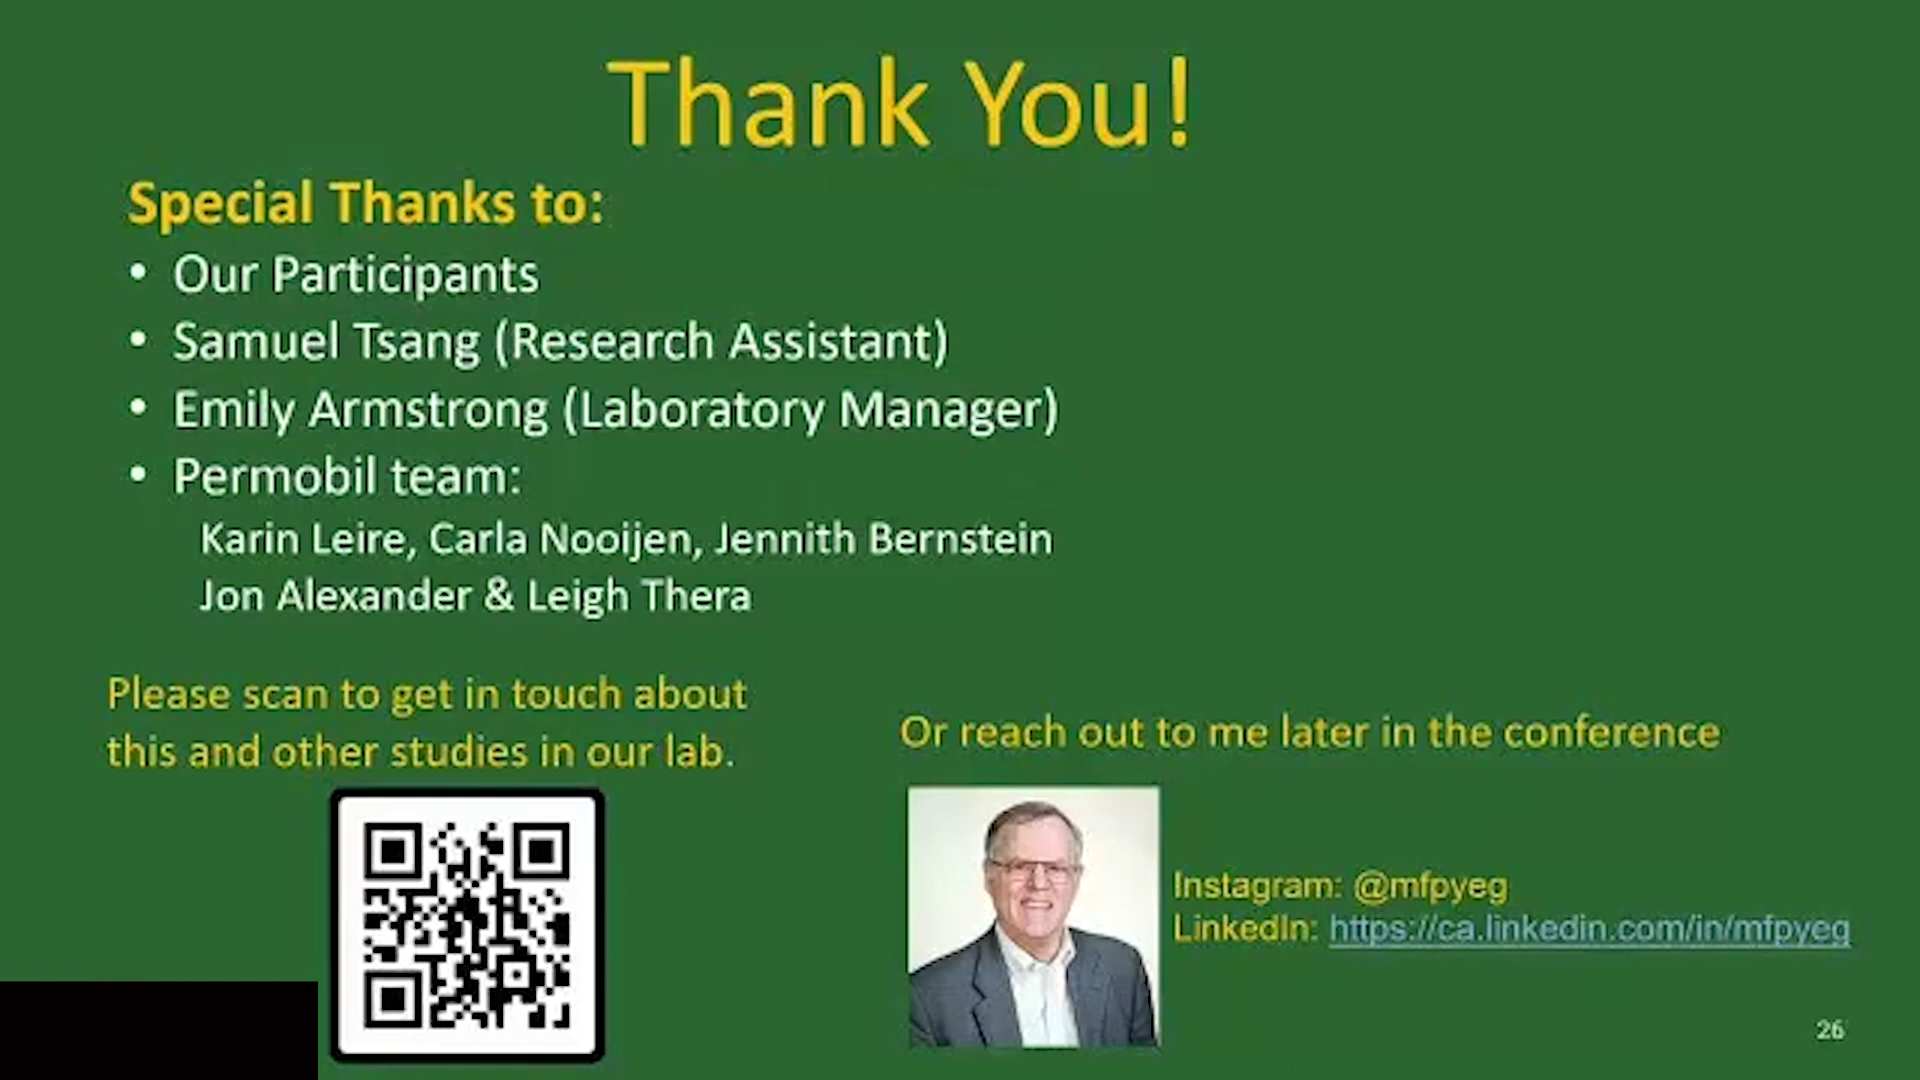 Thank You!
Special Thanks to:
• Our Participants
• Samuel Tsang (Research Assistant)
• Emily Armstrong (Laboratory Manager)
• Permobil team:
Karin Leire, Carla Nooijen, Jennith Bernstein
Jon Alexander & Leigh Thera
Please scan to get in touch about
this and other studies in our lab.
Or reach out to me later in the conference
Instagram: @mfpyeg
LinkedIn: https://ca.linkedin.com/in/mfpyeg
26